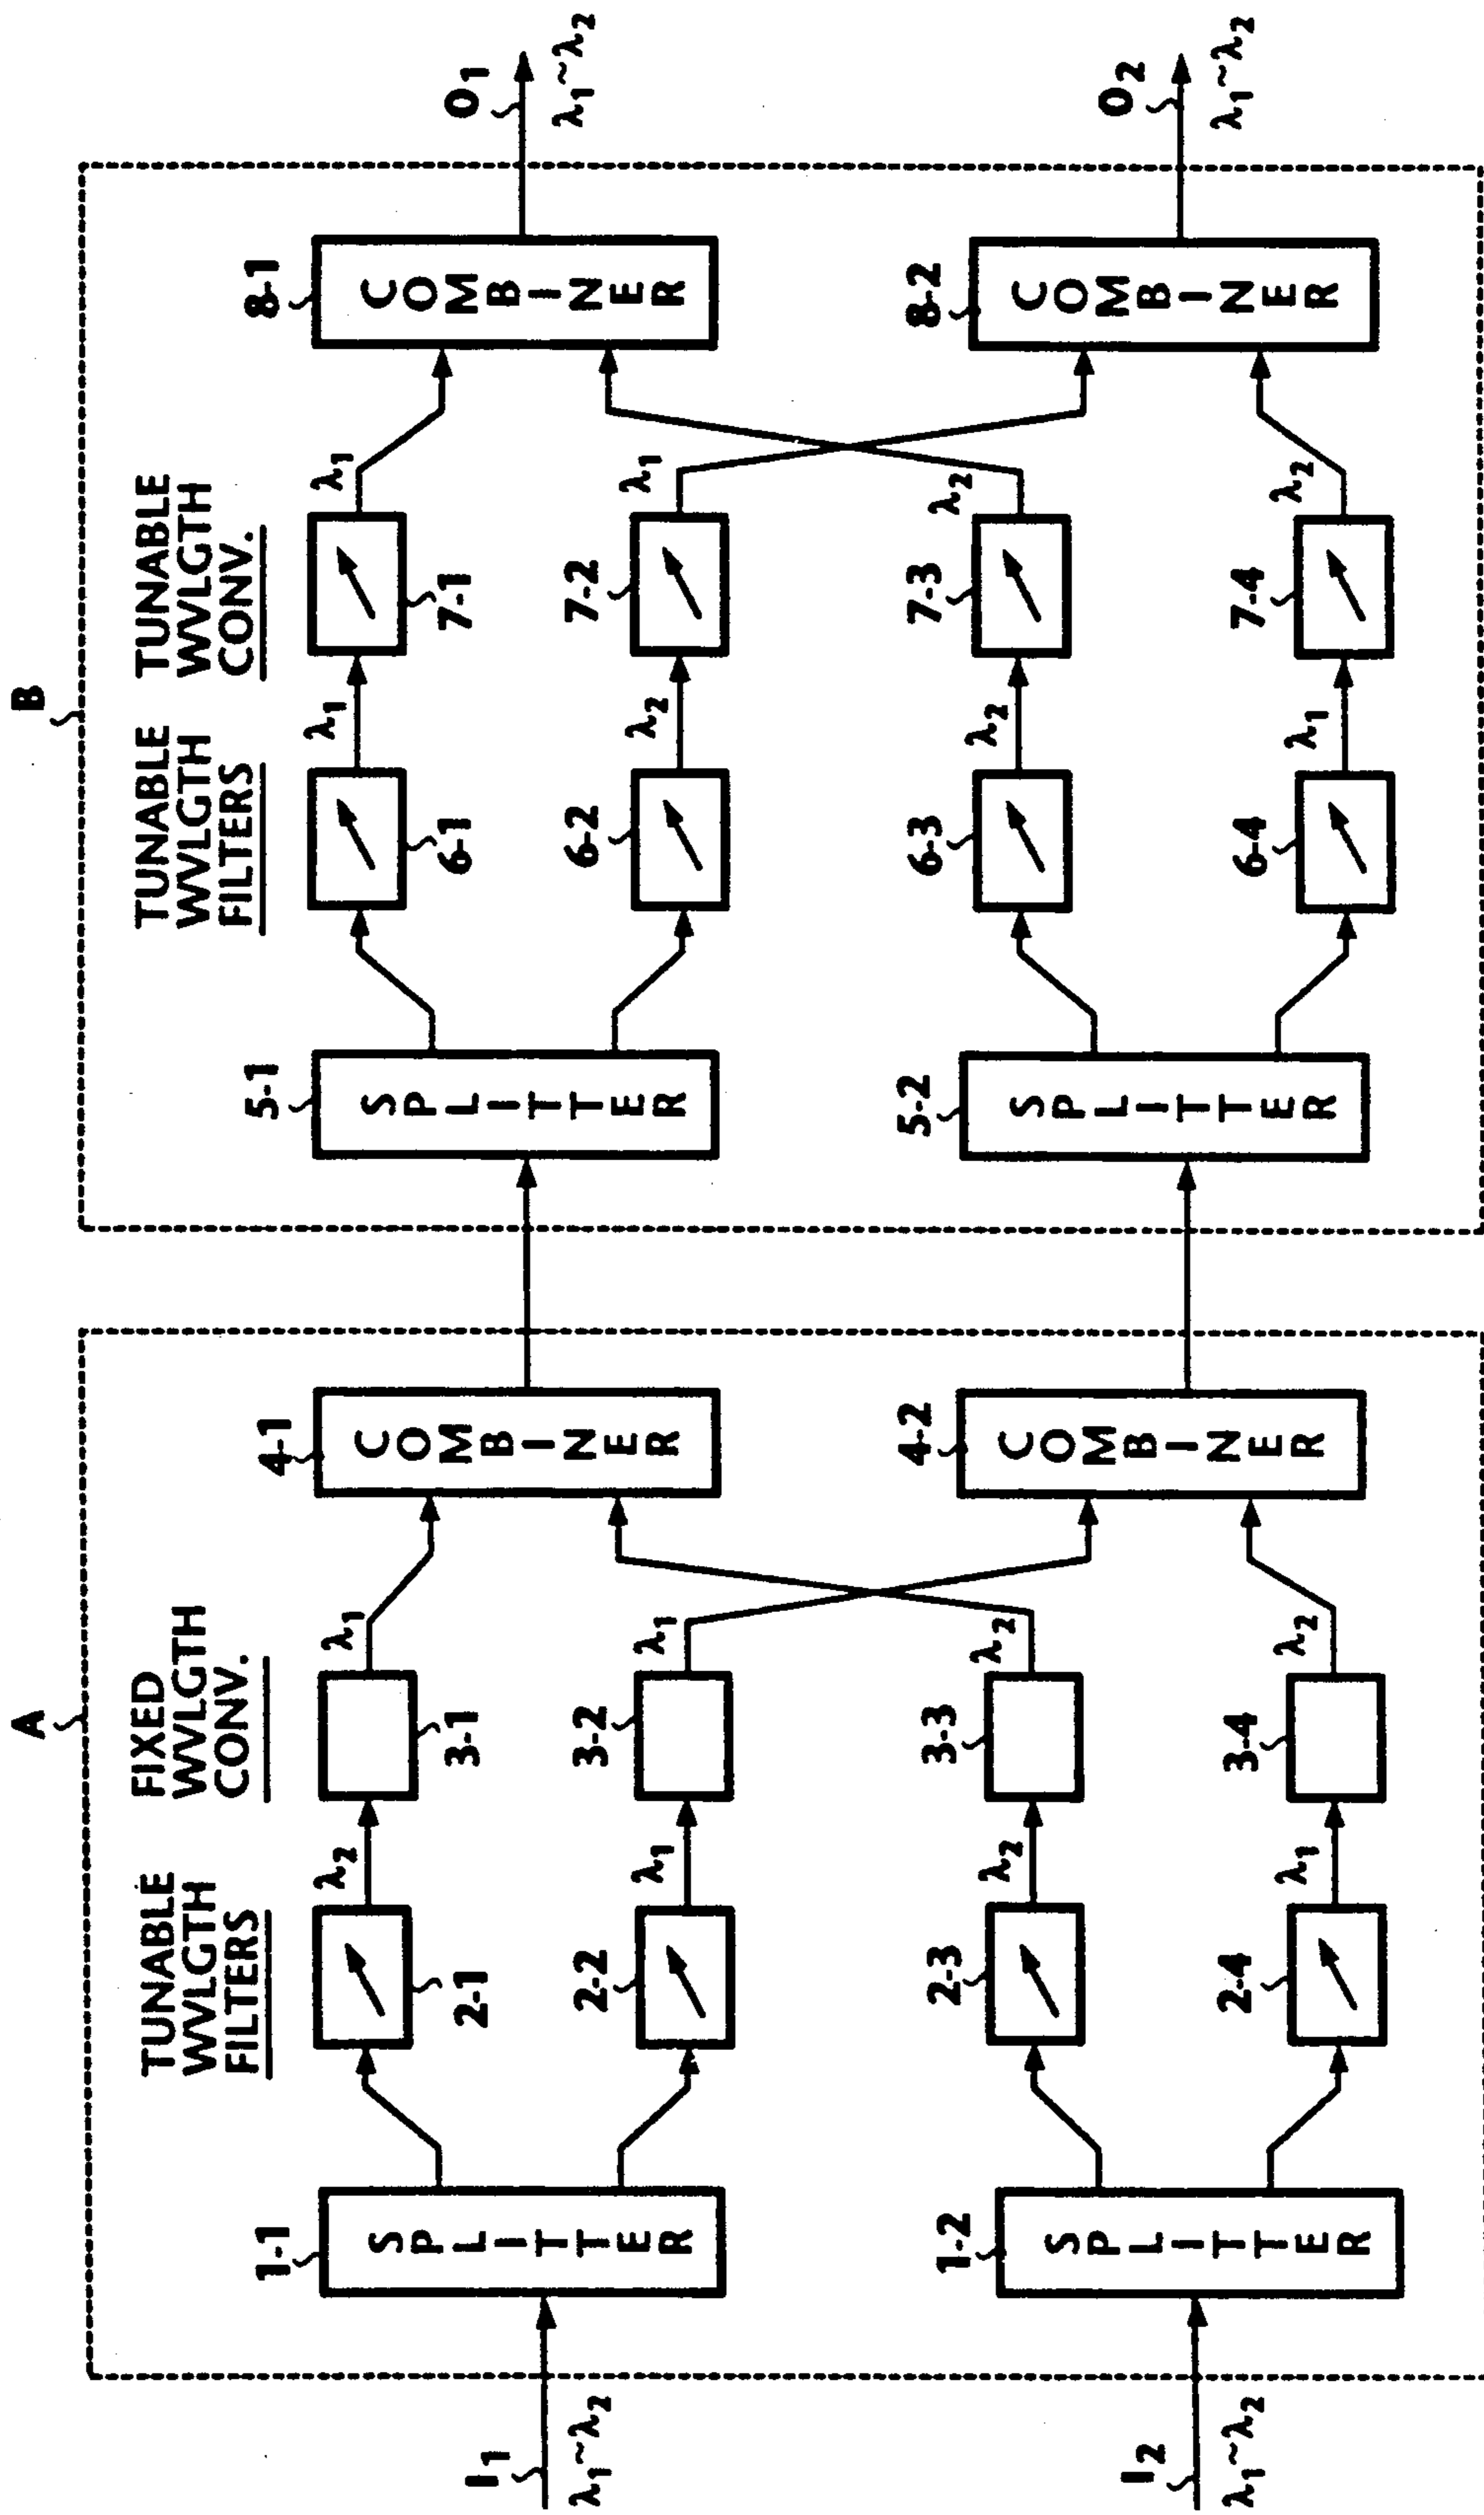 A
B
TUNABLE
WVLGTH
FILTERS
FIXED
WVLGTH
CONV.
TUNABLE
WVLGTH
FILTERS
TUNABLE
WVLGTH
CONV.
I1
λ1~λ2
1-1
SPLITTER
2-1
λ2
3-1
λ1
4-1
COMBINER
5-1
SPLITTER
6-1
λ1
7-1
λ1
8-1
COMBINER
O1
λ1~λ2
2-2
λ1
3-2
λ1
6-2
λ2
7-2
λ1
I2
λ1~λ2
1-2
SPLITTER
2-3
λ2
3-3
λ2
4-2
COMBINER
5-2
SPLITTER
6-3
λ2
7-3
λ2
8-2
COMBINER
O2
λ1~λ2
2-4
λ1
3-4
λ2
6-4
λ1
7-4
λ2